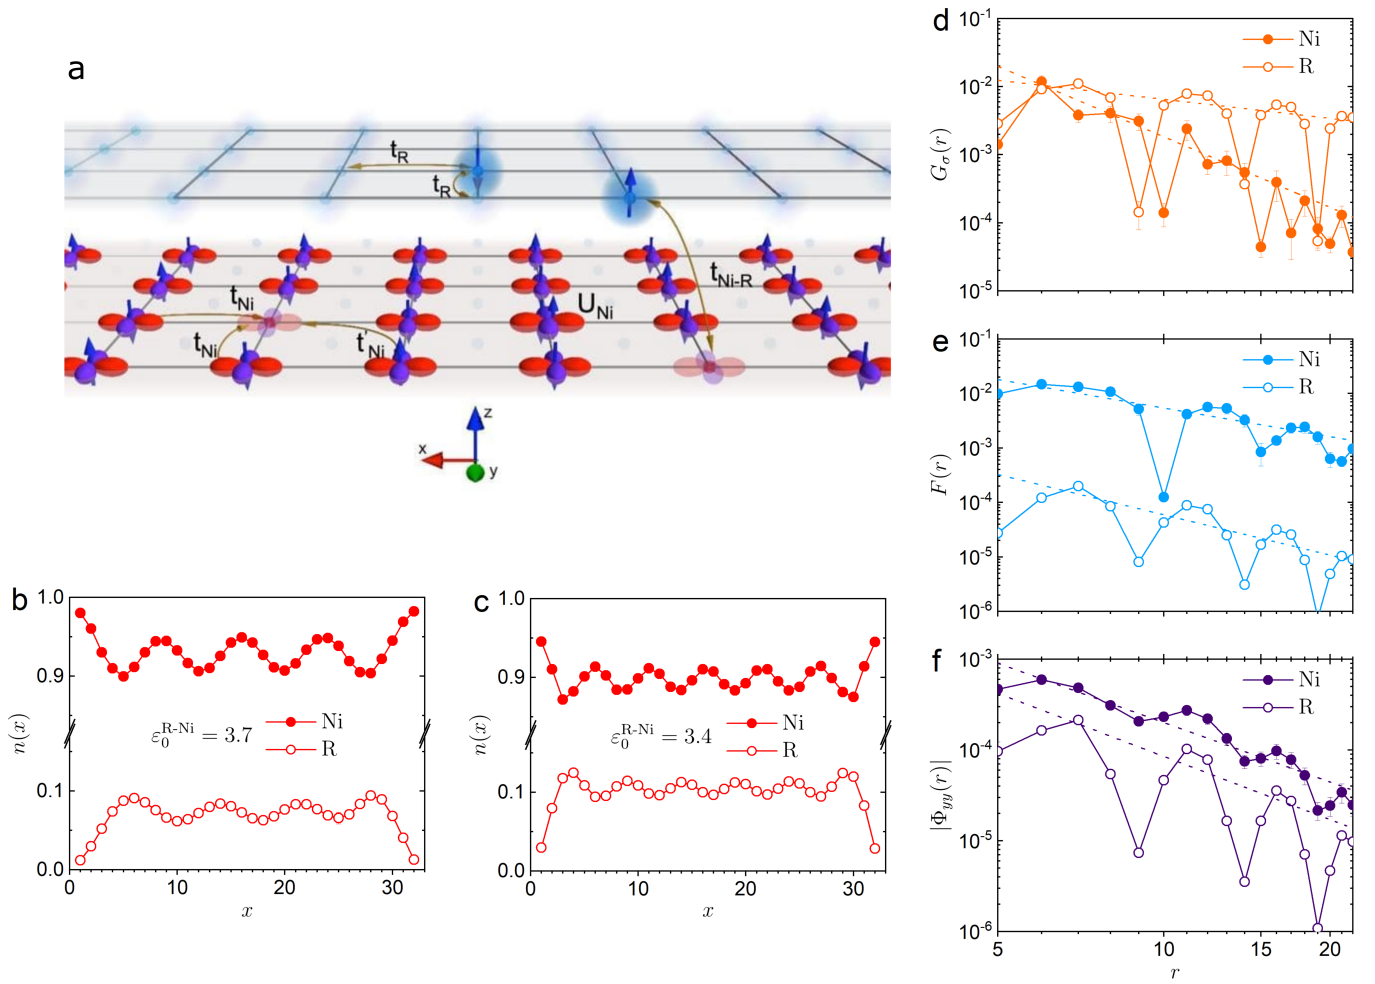 a
t_R
t_R
t_Ni-R
t_Ni
U_Ni
t_Ni
t'_Ni
z
x
y
b
1.0
0.9
n(x)
ε₀^R-Ni = 3.7
Ni
R
0.1
0.0
0 10 20 30
x
c
1.0
0.9
n(x)
ε₀^R-Ni = 3.4
Ni
R
0.1
0.0
0 10 20 30
x
d
10⁻¹
Ni
R
10⁻²
G_σ(r)
10⁻³
10⁻⁴
10⁻⁵
e
10⁻¹
Ni
R
10⁻²
10⁻³
F(r)
10⁻⁴
10⁻⁵
10⁻⁶
f
10⁻³
Ni
R
10⁻⁴
|Φ_yy(r)|
10⁻⁵
10⁻⁶
5 10 15 20
r